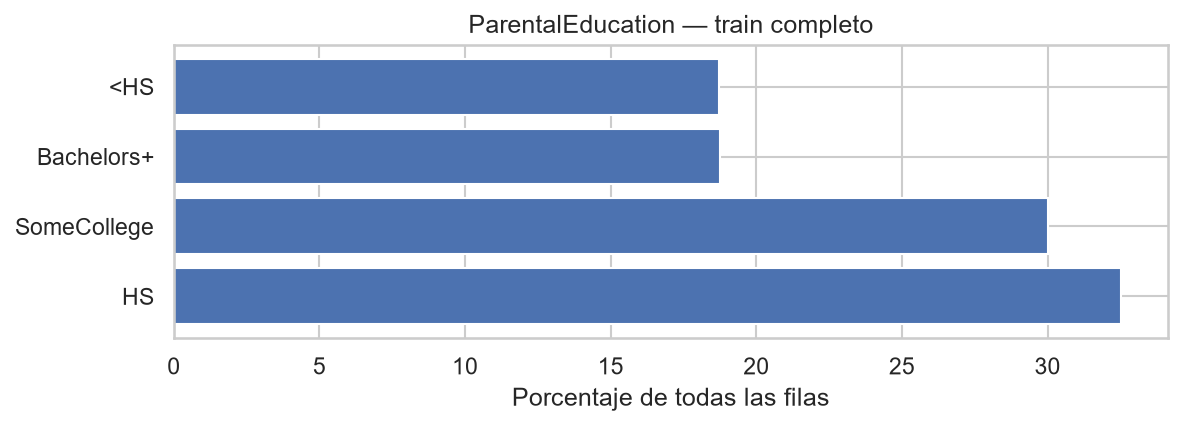 ParentalEducation — train completo
<HS
Bachelors+
SomeCollege
HS
0 5 10 15 20 25 30
Porcentaje de todas las filas